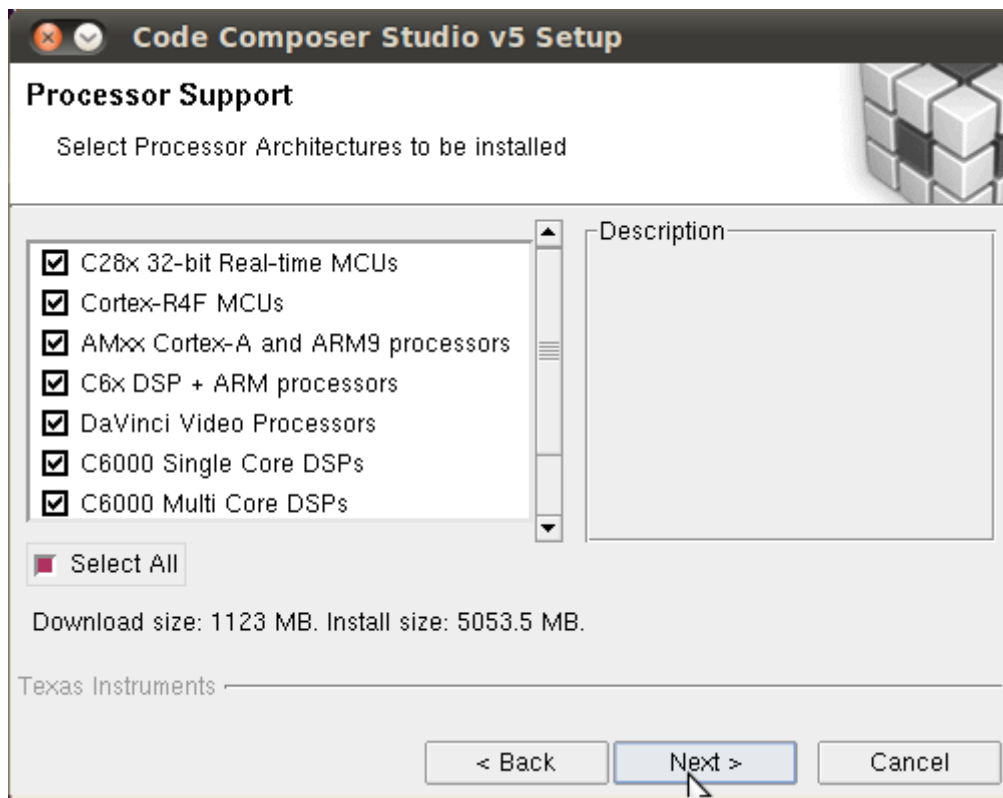 Code Composer Studio v5 Setup
Processor Support
Select Processor Architectures to be installed
Description
C28x 32-bit Real-time MCUs
Cortex-R4F MCUs
AMxx Cortex-A and ARM9 processors
C6x DSP + ARM processors
DaVinci Video Processors
C6000 Single Core DSPs
C6000 Multi Core DSPs
Select All
Download size: 1123 MB. Install size: 5053.5 MB.
Texas Instruments
< Back Next > Cancel